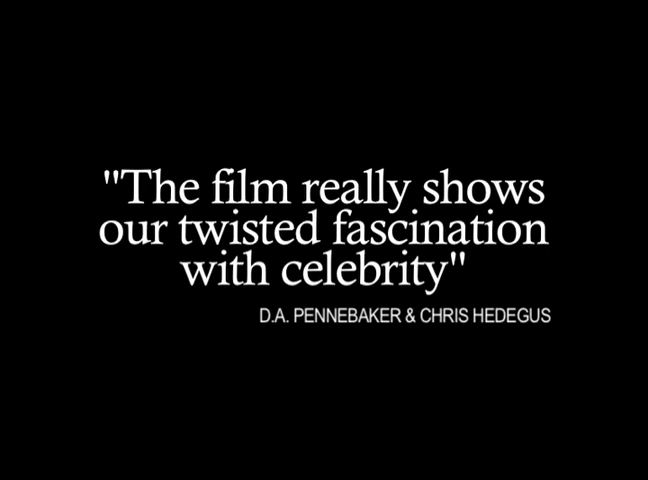 "The film really shows
our twisted fascination
with celebrity"
D.A. PENNEBAKER & CHRIS HEDEGUS